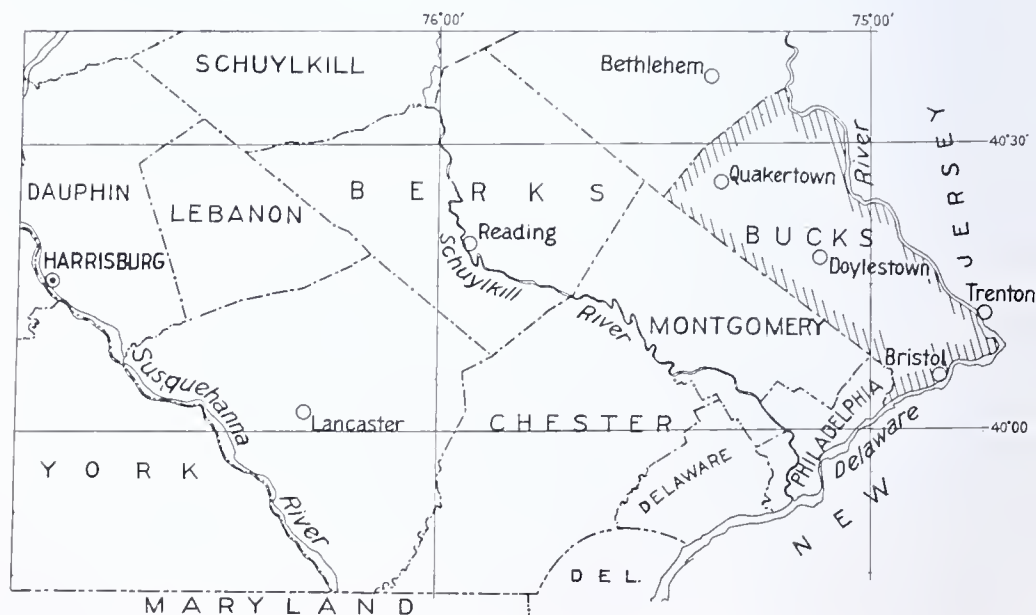 76°00'
75°00'
SCHUYLKILL
Bethlehem
40°30'
DAUPHIN
LEBANON
BERKS
Quakertown
River
JERSEY
HARRISBURG
Reading
Schuylkill
River
BUCKS
Doylestown
Trenton
MONTGOMERY
Bristol
Susquehanna
River
Lancaster
CHESTER
PHILADELPHIA
Delaware
40°00'
YORK
DELAWARE
NEW
DEL.
MARYLAND